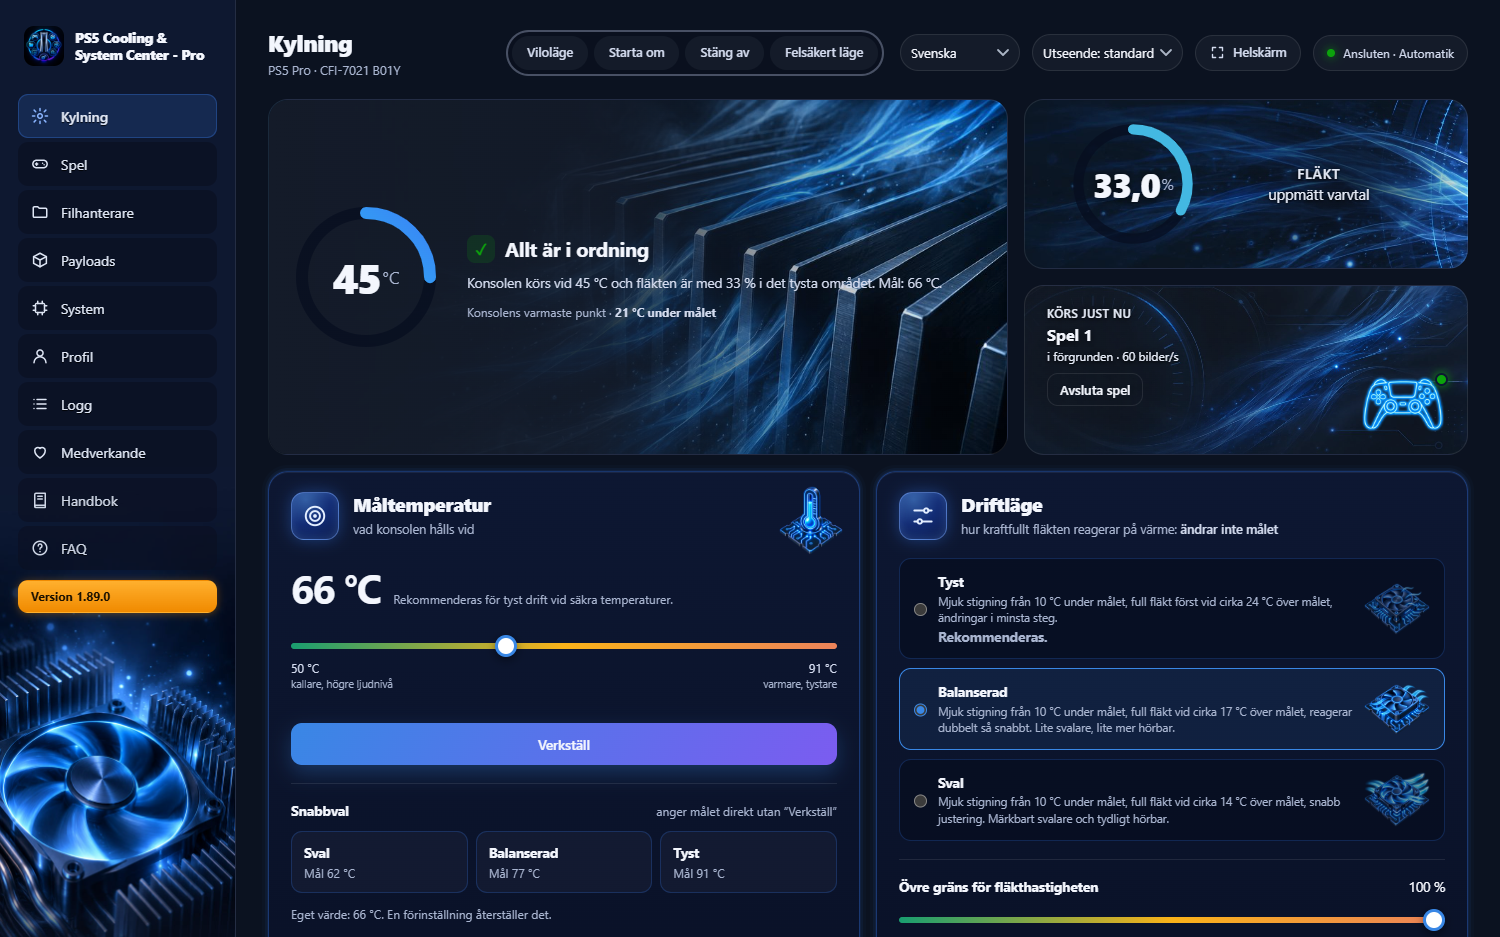 PS5 Cooling &
System Center - Pro
Kylning
Spel
Filhanterare
Payloads
System
Profil
Logg
Medverkande
Handbok
FAQ
Version 1.89.0
Kylning
PS5 Pro · CFI-7021 B01Y
Viloläge
Starta om
Stäng av
Felsäkert läge
Svenska
Utseende: standard
Helskärm
Ansluten · Automatik
45 °C
✓ Allt är i ordning
Konsolen körs vid 45 °C och fläkten är med 33 % i det tysta området. Mål: 66 °C.
Konsolens varmaste punkt · 21 °C under målet
33,0 %
FLÄKT
uppmätt varvtal
KÖRS JUST NU
Spel 1
i förgrunden · 60 bilder/s
Avsluta spel
Måltemperatur
vad konsolen hålls vid
66 °C Rekommenderas för tyst drift vid säkra temperaturer.
50 °C 91 °C
kallare, högre ljudnivå varmare, tystare
Verkställ
Snabbval anger målet direkt utan ”Verkställ”
Sval
Mål 62 °C
Balanserad
Mål 77 °C
Tyst
Mål 91 °C
Eget värde: 66 °C. En förinställning återställer det.
Driftläge
hur kraftfullt fläkten reagerar på värme: ändrar inte målet
Tyst
Mjuk stigning från 10 °C under målet, full fläkt först vid cirka 24 °C över målet,
ändringar i minsta steg.
Rekommenderas.
Balanserad
Mjuk stigning från 10 °C under målet, full fläkt vid cirka 17 °C över målet, reagerar
dubbelt så snabbt. Lite svalare, lite mer hörbar.
Sval
Mjuk stigning från 10 °C under målet, full fläkt vid cirka 14 °C över målet, snabb
justering. Märkbart svalare och tydligt hörbar.
Övre gräns för fläkthastigheten 100 %